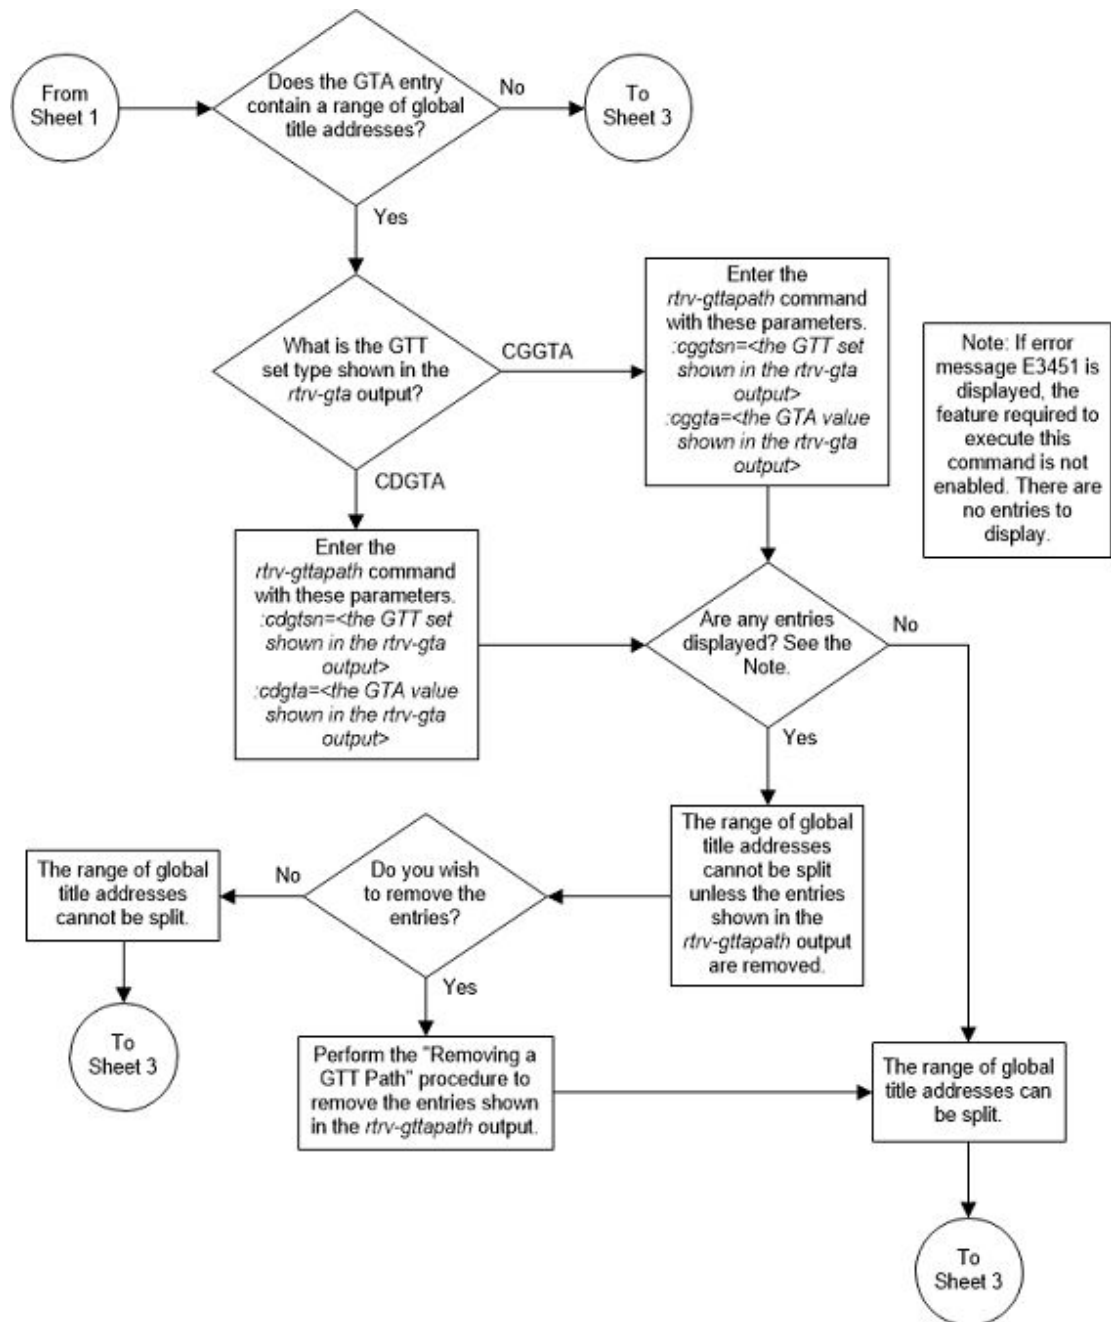 From
Sheet 1
Does the GTA entry
contain a range of global
title addresses?
No
To
Sheet 3
Yes
What is the GTT
set type shown in the
rtrv-gta output?
CGGTA
Enter the
rtrv-gttapath command
with these parameters.
:cggtsn=<the GTT set
shown in the rtrv-gta
output>
:cggta=<the GTA value
shown in the rtrv-gta
output>
Note: If error
message E3451 is
displayed, the
feature required to
execute this
command is not
enabled. There are
no entries to
display.
CDGTA
Enter the
rtrv-gttapath command
with these parameters.
:cdgtsn=<the GTT set
shown in the rtrv-gta
output>
:cdgta=<the GTA value
shown in the rtrv-gta
output>
Are any entries
displayed? See the
Note.
No
Yes
The range of global
title addresses
cannot be split
unless the entries
shown in the
rtrv-gttapath output
are removed.
Do you wish
to remove the
entries?
No
The range of global
title addresses
cannot be split.
To
Sheet 3
Yes
Perform the "Removing a
GTT Path" procedure to
remove the entries shown
in the rtrv-gttapath output.
The range of global
title addresses can
be split.
To
Sheet 3